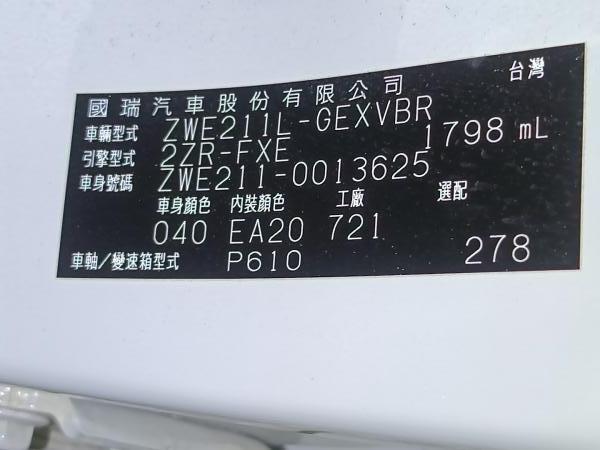 台灣
國瑞汽車股份有限公司
車輛型式 ZWE211L-GEXVBR
引擎型式 2ZR-FXE 1798 mL
車身號碼 ZWE211-0013625
車身顏色 內裝顏色 工廠 選配
040 EA20 721
車軸/變速箱型式 P610 278